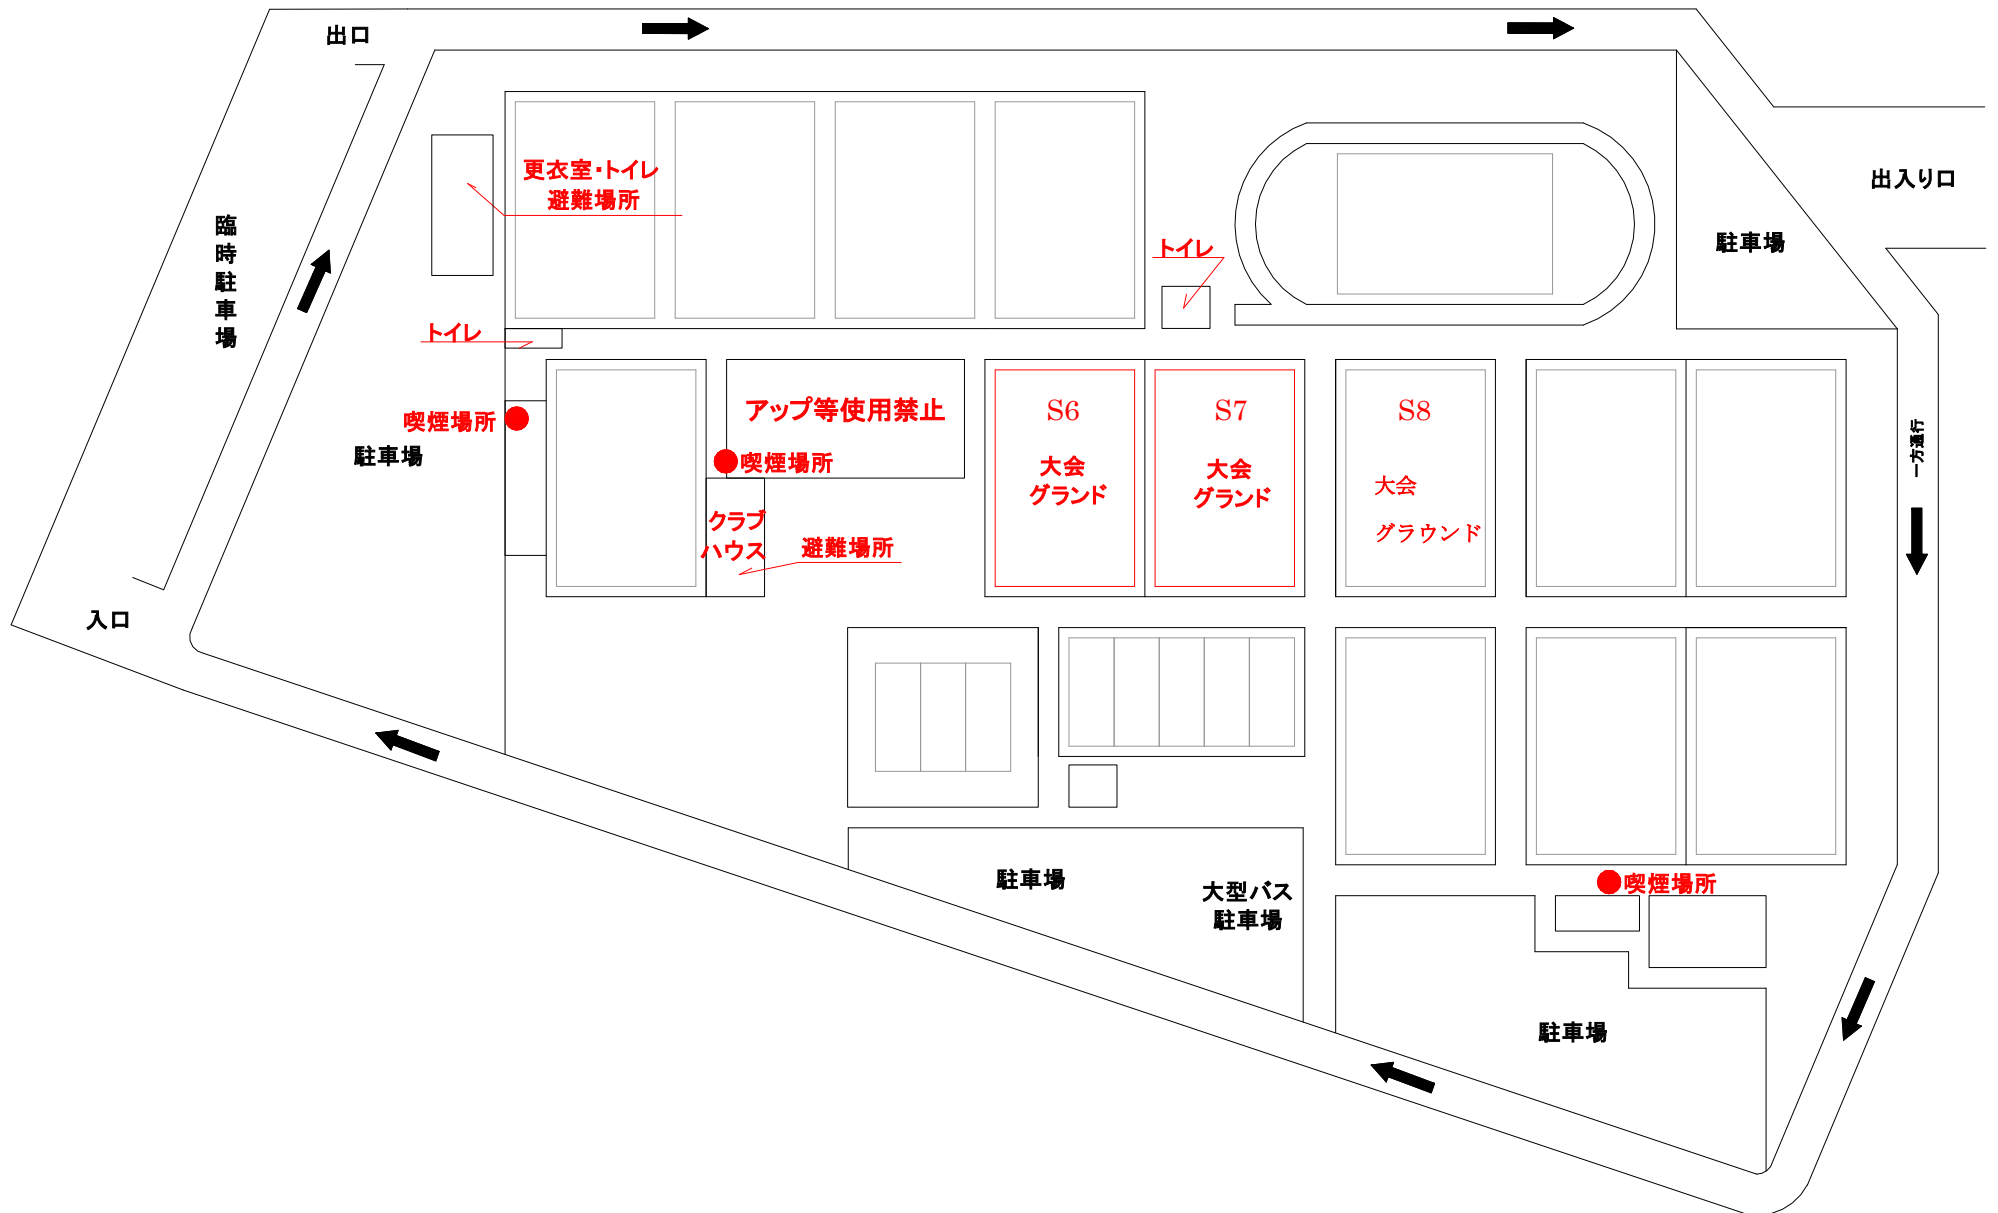 出口
出入り口
更衣室・トイレ
避難場所
臨時駐車場
駐車場
トイレ
トイレ
喫煙場所
駐車場
アップ等使用禁止
喫煙場所
クラブ
ハウス
避難場所
S6
大会
グランド
S7
大会
グランド
S8
大会
グラウンド
一方通行
入口
駐車場
大型バス
駐車場
喫煙場所
駐車場